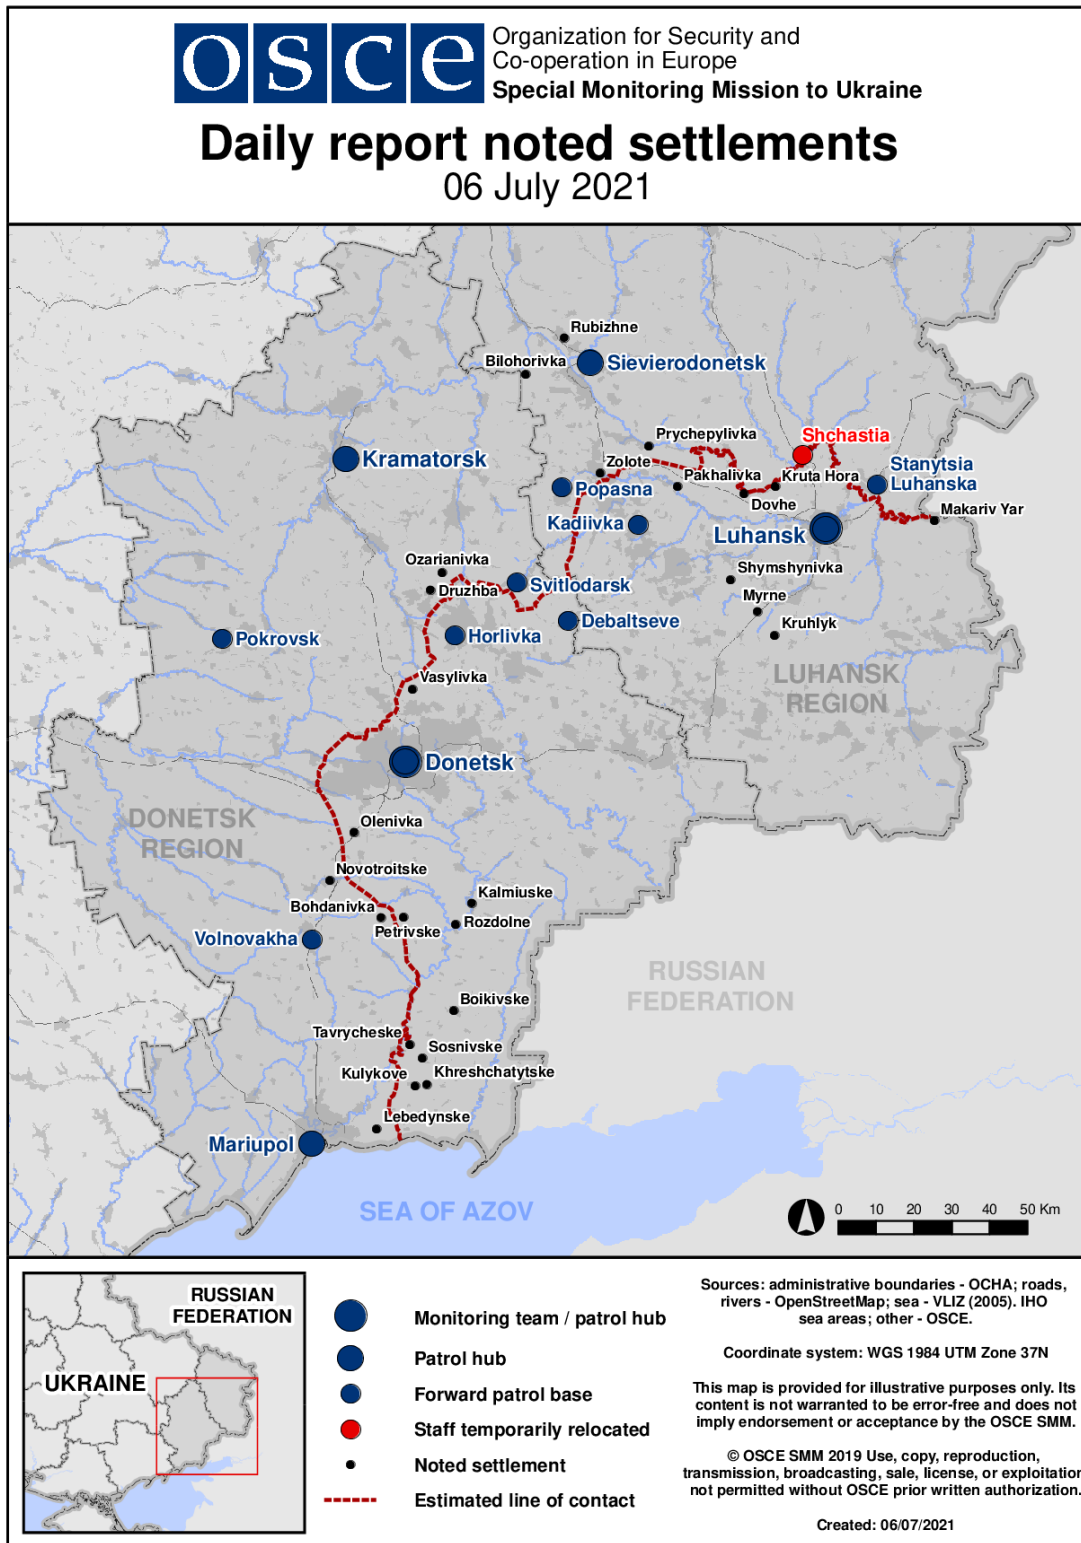 osce
Organization for Security and
Co-operation in Europe
Special Monitoring Mission to Ukraine
Daily report noted settlements
06 July 2021
Rubizhne
Bilohorivka
Sievierodonetsk
Prychepylivka
Shchastia
Kramatorsk
Zolote
Pakhalivka
Kruta Hora
Stanytsia
Luhanska
Popasna
Dovhe
Makariv Yar
Kadiivka
Luhansk
Ozarianivka
Svitlodarsk
Shymshynivka
Druzhba
Myrne
Debaltseve
Kruhlyk
Pokrovsk
Horlivka
LUHANSK
REGION
Vasylivka
Donetsk
DONETSK
REGION
Olenivka
Novotroitske
Kalmiuske
Bohdanivka
Petrivske
Rozdolne
Volnovakha
RUSSIAN
FEDERATION
Boikivske
Tavrycheske
Sosnivske
Kulykove
Khreshchatytske
Lebedynske
Mariupol
SEA OF AZOV
0 10 20 30 40 50 Km
RUSSIAN
FEDERATION
UKRAINE
Monitoring team / patrol hub
Patrol hub
Forward patrol base
Staff temporarily relocated
Noted settlement
Estimated line of contact
Sources: administrative boundaries - OCHA; roads,
rivers - OpenStreetMap; sea - VLIZ (2005). IHO
sea areas; other - OSCE.
Coordinate system: WGS 1984 UTM Zone 37N
This map is provided for illustrative purposes only. Its
content is not warranted to be error-free and does not
imply endorsement or acceptance by the OSCE SMM.
© OSCE SMM 2019 Use, copy, reproduction,
transmission, broadcasting, sale, license, or exploitation
not permitted without OSCE prior written authorization.
Created: 06/07/2021